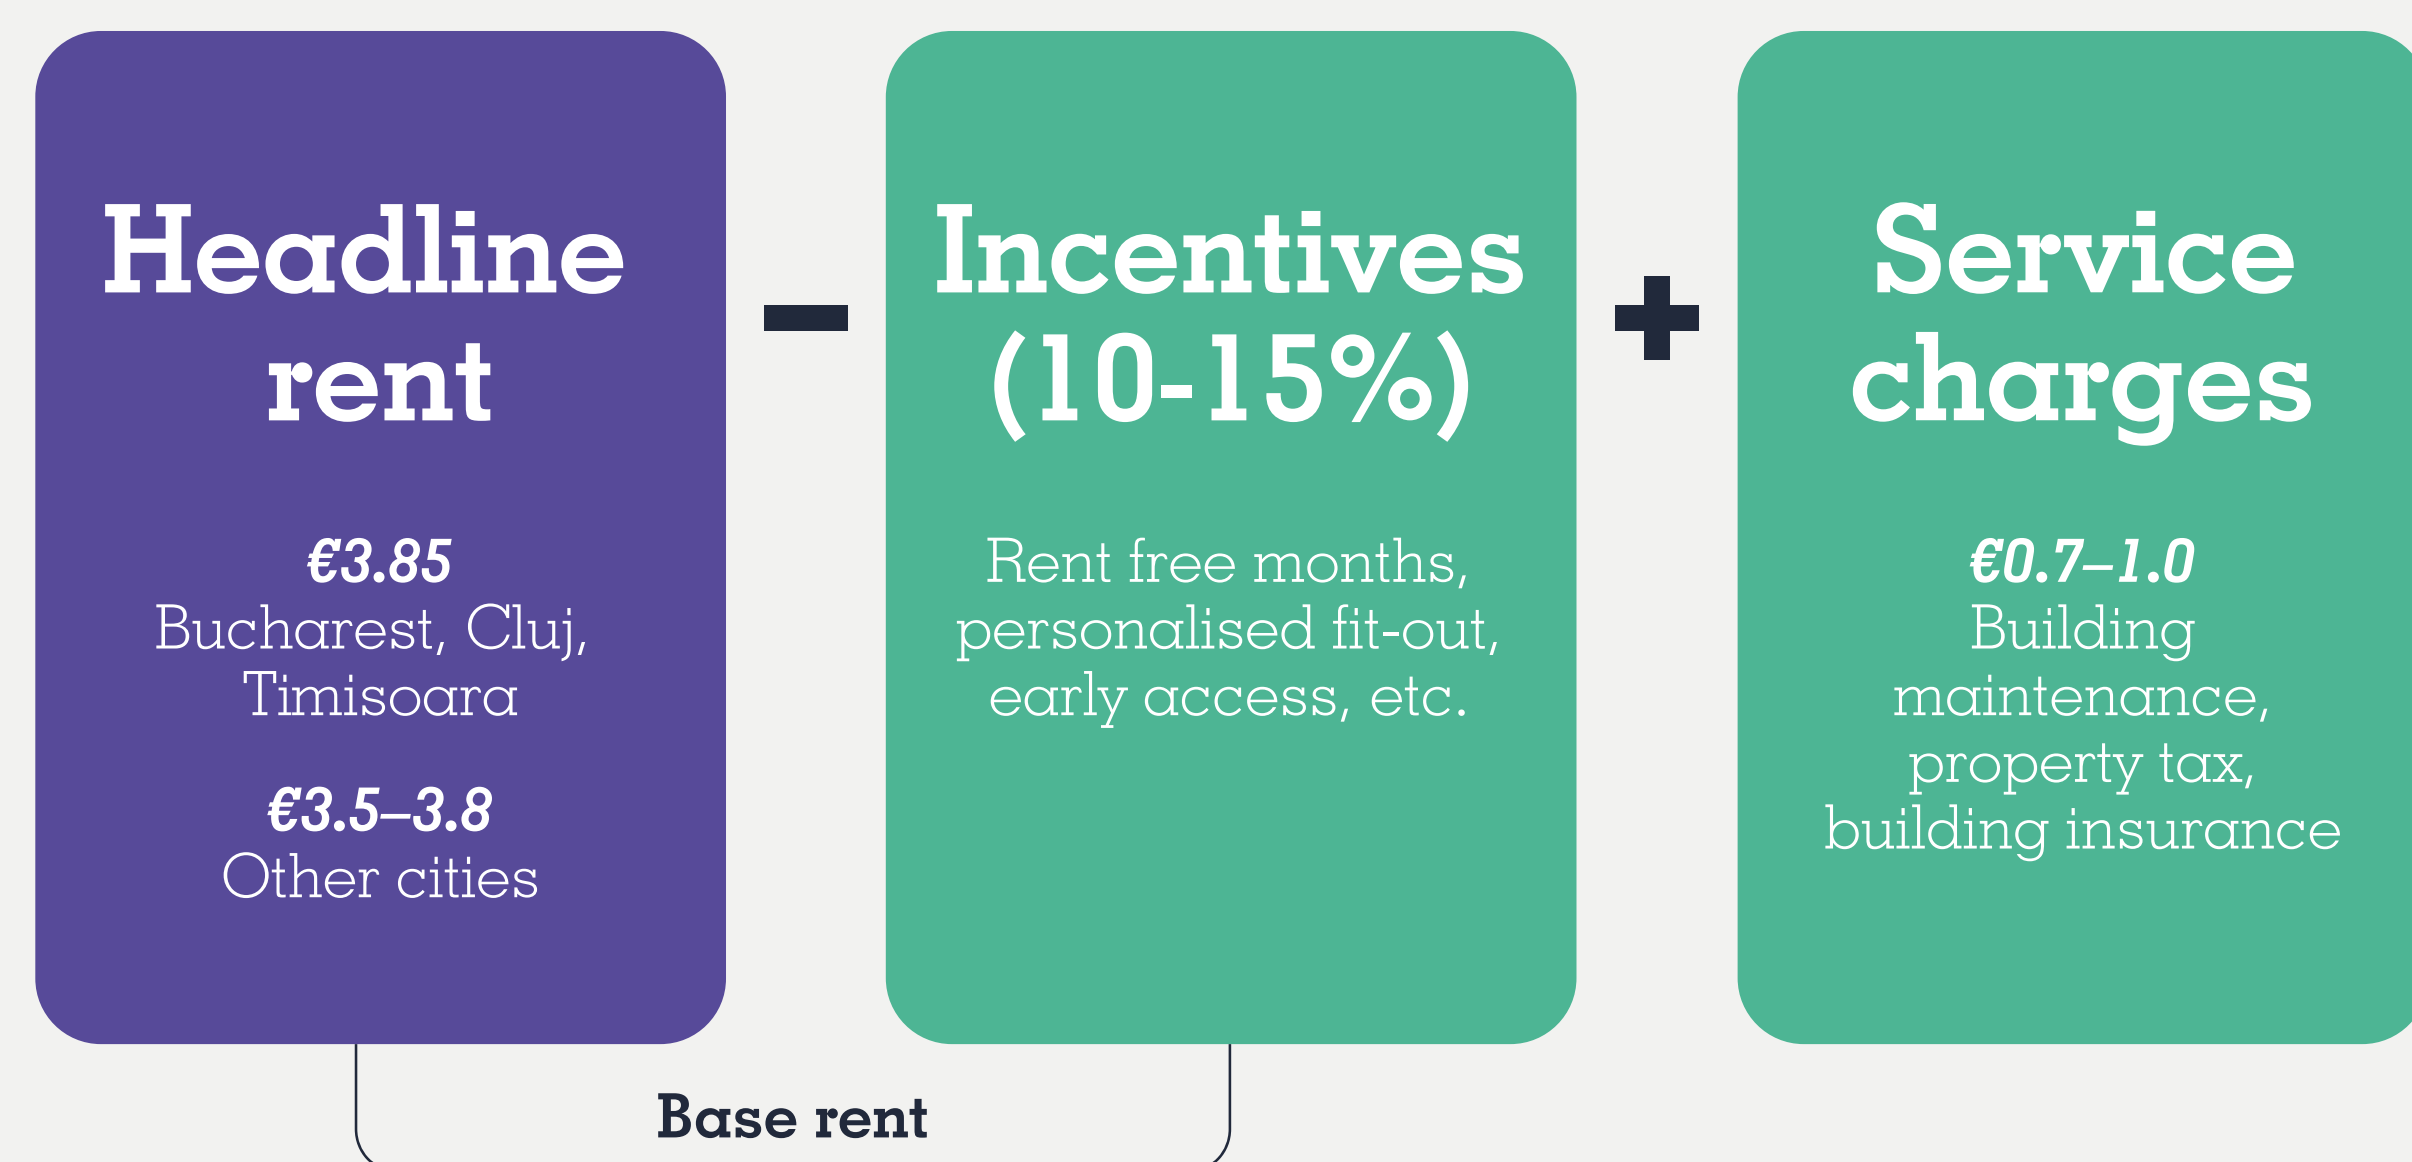 Headline
rent
€3.85
Bucharest, Cluj,
Timisoara
€3.5–3.8
Other cities
–
Incentives
(10-15%)
Rent free months,
personalised fit-out,
early access, etc.
+
Service
charges
€0.7–1.0
Building
maintenance,
property tax,
building insurance
Base rent